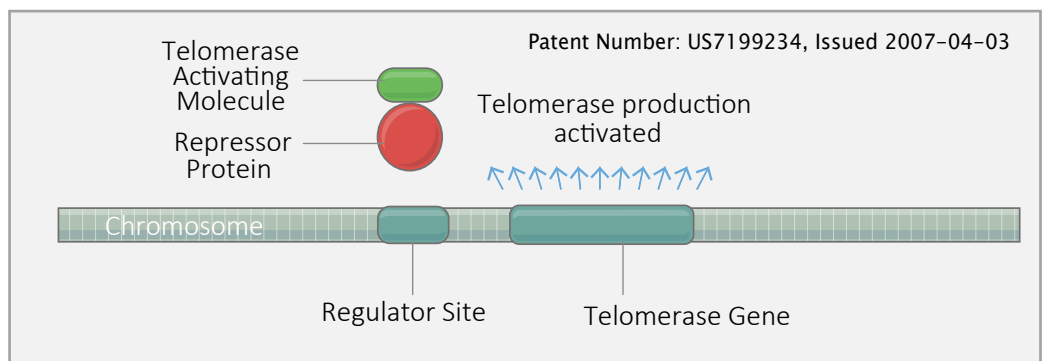 Patent Number: US7199234, Issued 2007-04-03
Telomerase
Activating
Molecule
Repressor
Protein
Telomerase production
activated
Chromosome
Regulator Site
Telomerase Gene